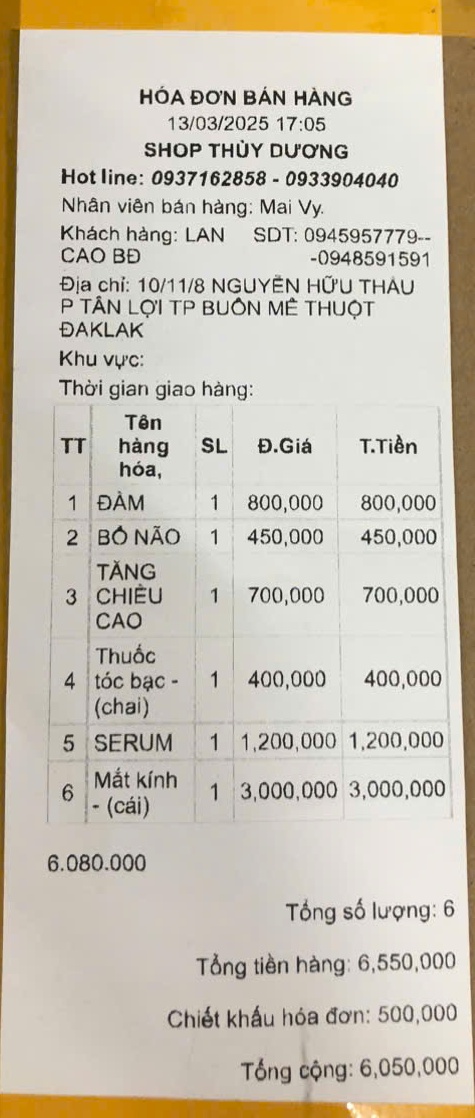 HÓA ĐƠN BÁN HÀNG
13/03/2025 17:05
SHOP THÙY DƯƠNG
Hot line: 0937162858 - 0933904040
Nhân viên bán hàng: Mai Vy.
Khách hàng: LAN SDT: 0945957779--
CAO BĐ -0948591591
Địa chỉ: 10/11/8 NGUYỄN HỮU THẤU
P TÂN LỢI TP BUÔN MÊ THUỘT
ĐAKLAK
Khu vực:
Thời gian giao hàng:
TT Tên hàng hóa, SL Đ.Giá T.Tiền
1 ĐÀM 1 800,000 800,000
2 BỔ NÃO 1 450,000 450,000
3 TĂNG CHIỀU CAO 1 700,000 700,000
4 Thuốc tóc bạc - (chai) 1 400,000 400,000
5 SERUM 1 1,200,000 1,200,000
6 Mắt kính - (cái) 1 3,000,000 3,000,000
6.080.000
Tổng số lượng: 6
Tổng tiền hàng: 6,550,000
Chiết khấu hóa đơn: 500,000
Tổng cộng: 6,050,000